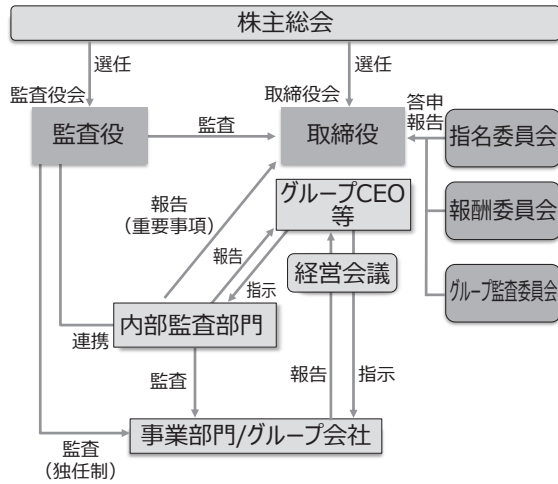 株主総会
選任
選任
監査役会
取締役会
答申
報告
監査役
監査
取締役
指名委員会
報告
（重要事項）
グループCEO
等
報酬委員会
報告
指示
経営会議
グループ監査委員会
内部監査部門
連携
監査
報告
指示
事業部門/グループ会社
監査
（独任制）